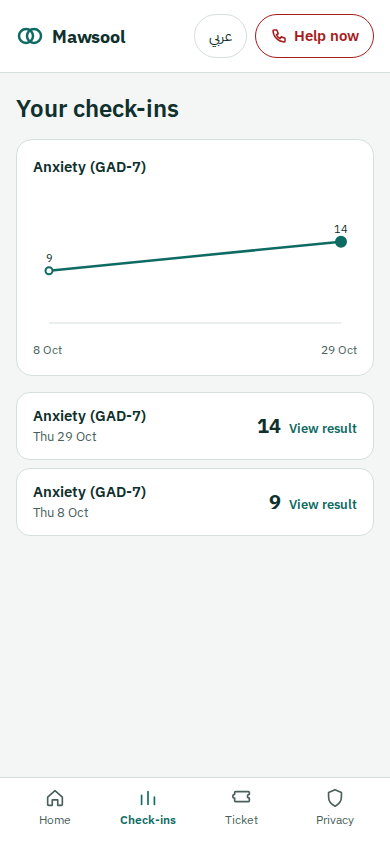 Mawsool
عربي
Help now
Your check-ins
Anxiety (GAD-7)
14
9
8 Oct
29 Oct
Anxiety (GAD-7)
Thu 29 Oct
14 View result
Anxiety (GAD-7)
Thu 8 Oct
9 View result
Home
Check-ins
Ticket
Privacy